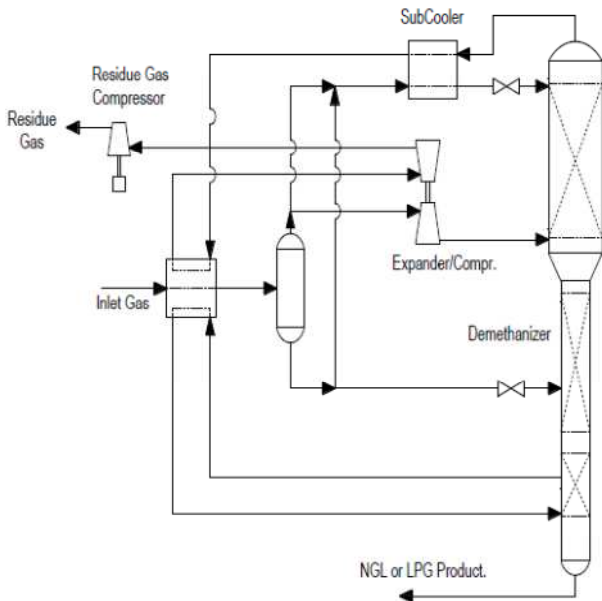 SubCooler
Residue Gas
Compressor
Residue
Gas
Expander/Compr.
Inlet Gas
Demethanizer
NGL or LPG Product.